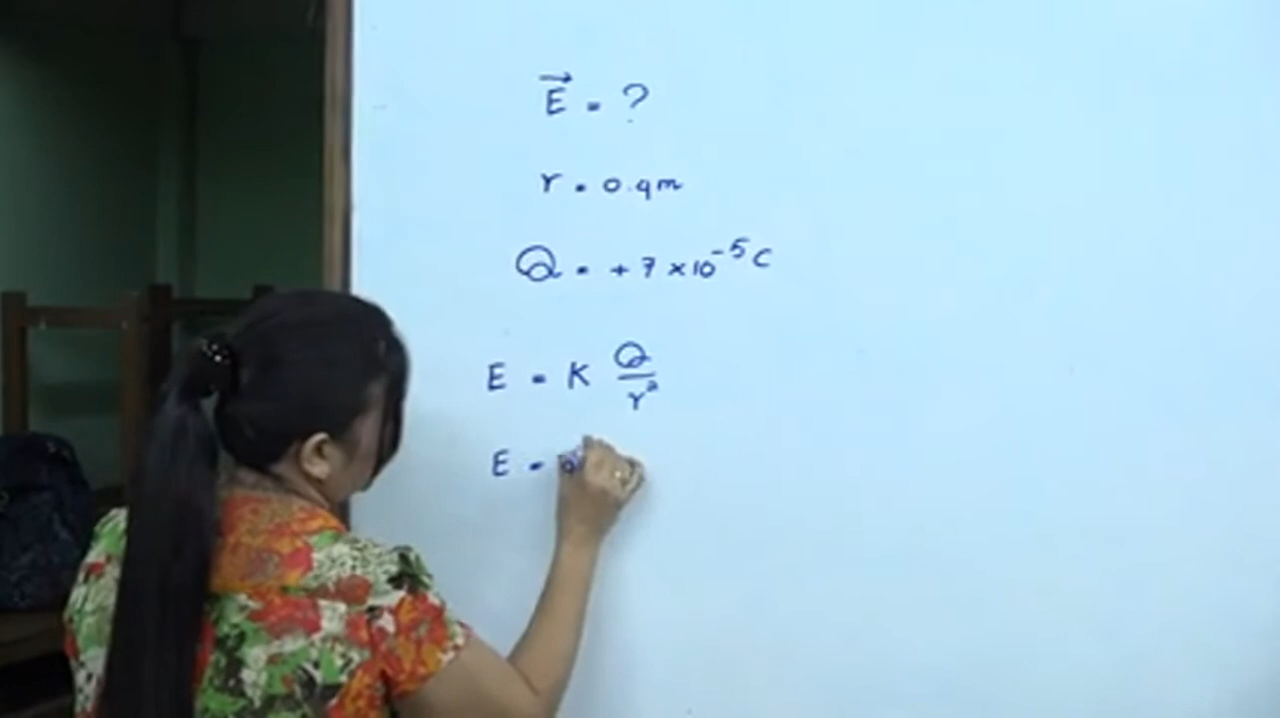 E⃗ = ?
r = 0.9m
Q = +7 × 10⁻⁵ C
E = K Q/r²
E =